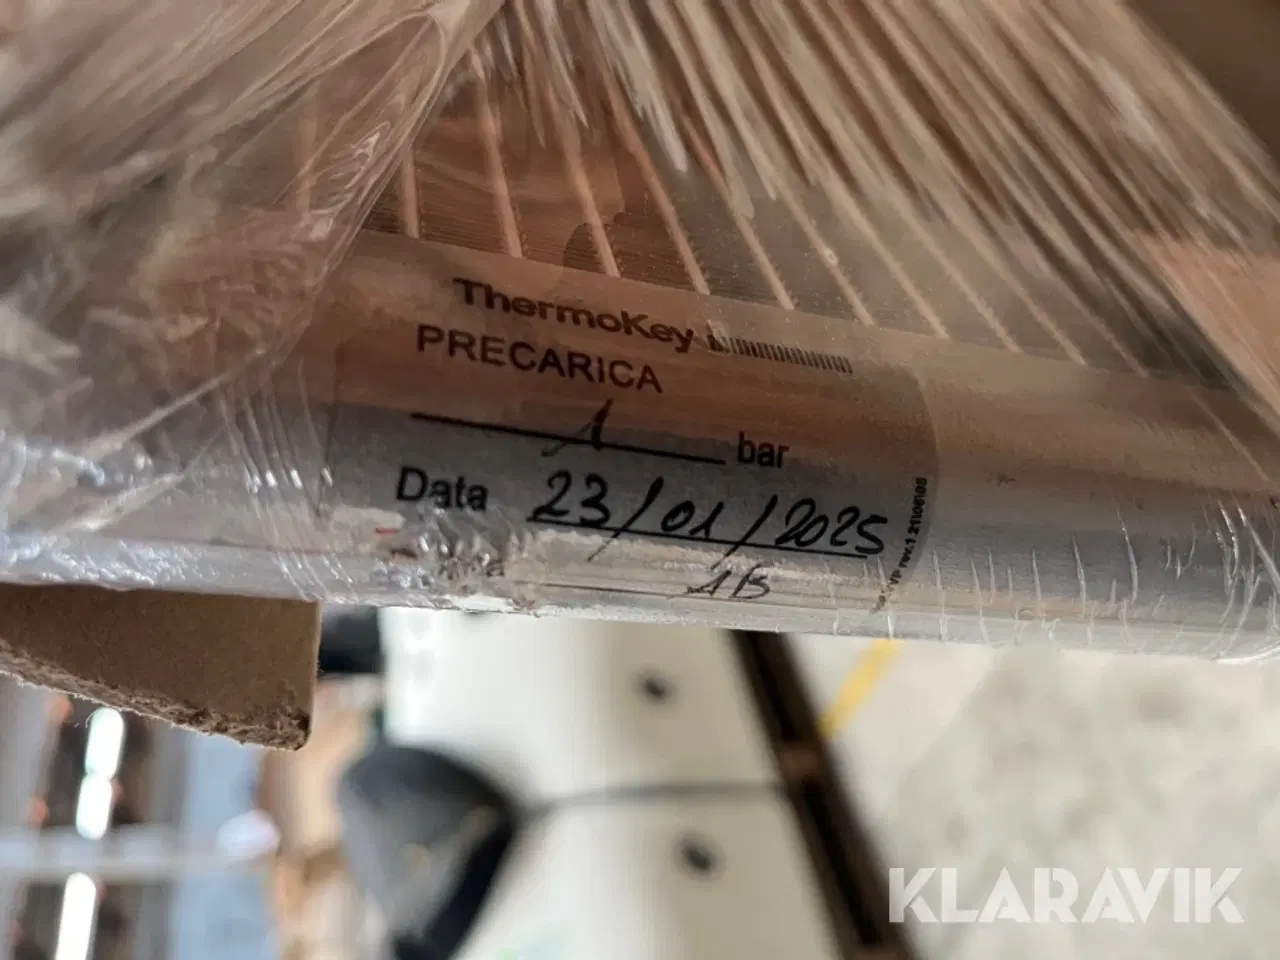 ThermoKey
PRECARICA
1 bar
Data 23/01/2025
KLARAVIK